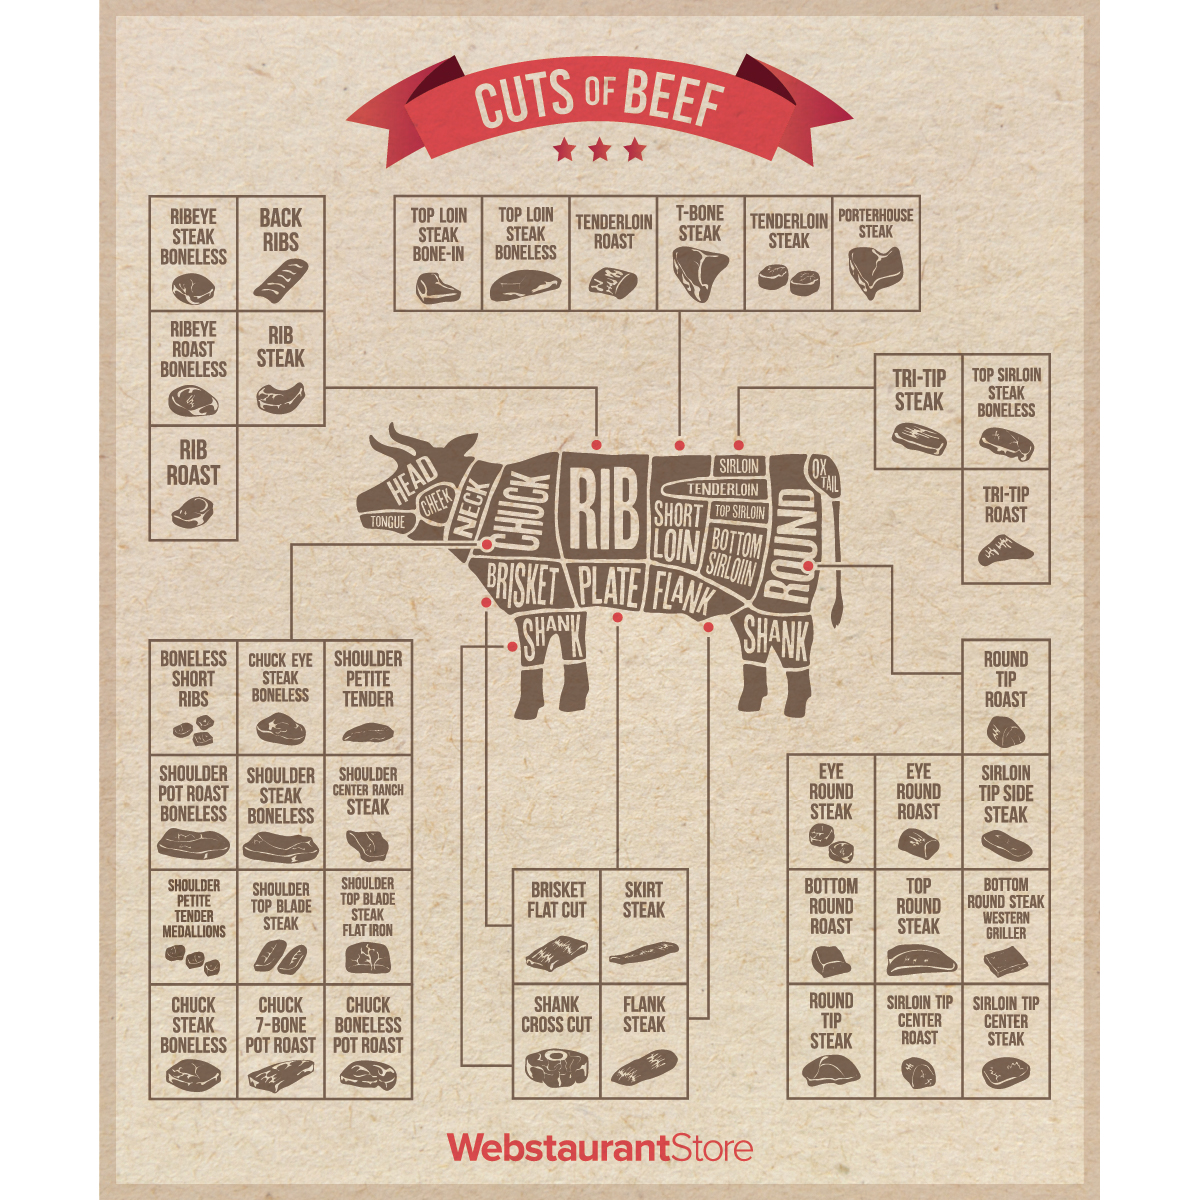 CUTS OF BEEF
RIBEYE
STEAK
BONELESS
BACK
RIBS
RIBEYE
ROAST
BONELESS
RIB
STEAK
RIB
ROAST
TOP LOIN
STEAK
BONE-IN
TOP LOIN
STEAK
BONELESS
TENDERLOIN
ROAST
T-BONE
STEAK
TENDERLOIN
STEAK
PORTERHOUSE
STEAK
TRI-TIP
STEAK
TOP SIRLOIN
STEAK
BONELESS
TRI-TIP
ROAST
HEAD
CHEEK
TONGUE
NECK
CHUCK
RIB
SHORT
LOIN
SIRLOIN
TENDERLOIN
TOP SIRLOIN
BOTTOM
SIRLOIIN
ROUND
OX
TAIL
BRISKET
PLATE
FLANK
SHANK
SHANK
BONELESS
SHORT
RIBS
CHUCK EYE
STEAK
BONELESS
SHOULDER
PETITE
TENDER
SHOULDER
POT ROAST
BONELESS
SHOULDER
STEAK
BONELESS
SHOULDER
CENTER RANCH
STEAK
SHOULDER
PETITE
TENDER
MEDALLIONS
SHOULDER
TOP BLADE
STEAK
SHOULDER
TOP BLADE
STEAK
FLAT IRON
CHUCK
STEAK
BONELESS
CHUCK
7-BONE
POT ROAST
CHUCK
BONELESS
POT ROAST
BRISKET
FLAT CUT
SKIRT
STEAK
SHANK
CROSS CUT
FLANK
STEAK
ROUND
TIP
ROAST
EYE
ROUND
STEAK
EYE
ROUND
ROAST
SIRLOIN
TIP SIDE
STEAK
BOTTOM
ROUND
ROAST
TOP
ROUND
STEAK
BOTTOM
ROUND STEAK
WESTERN
GRILLER
ROUND
TIP
STEAK
SIRLOIN TIP
CENTER
ROAST
SIRLOIN TIP
CENTER
STEAK
WebstaurantStore